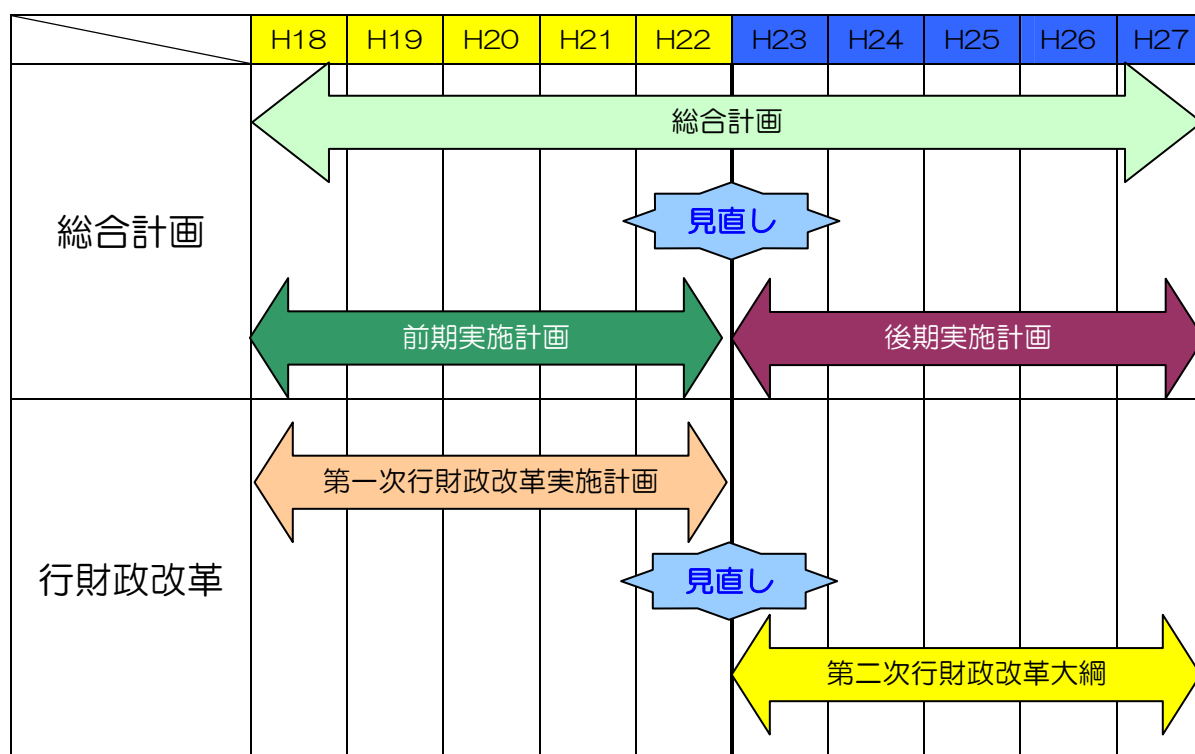 H18 H19 H20 H21 H22 H23 H24 H25 H26 H27
総合計画
総合計画
見直し
前期実施計画 後期実施計画
行財政改革
第一次行財政改革実施計画
見直し
第二次行財政改革大綱